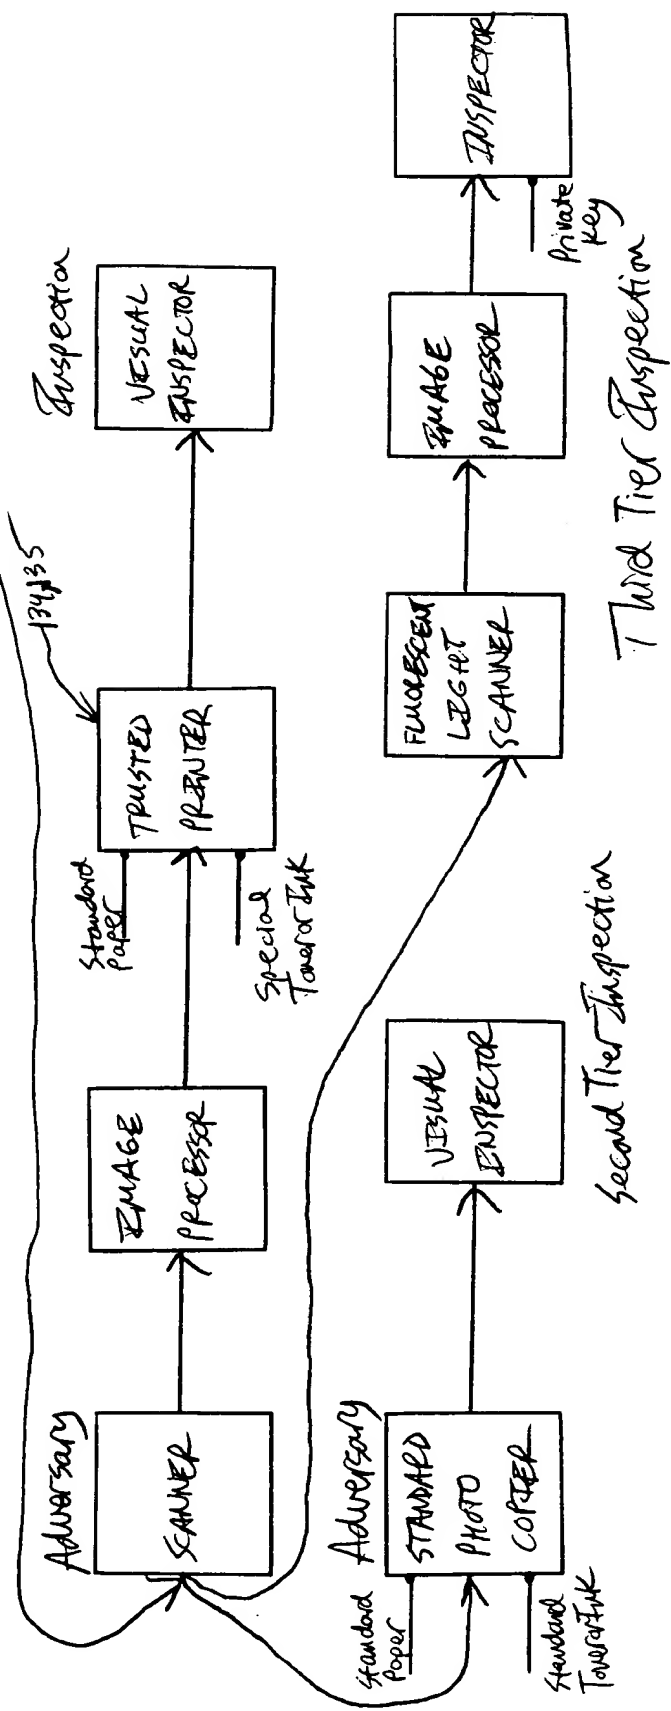 Adversary
SCANNER
IMAGE
PROCESSOR
Standard
Paper
TRUSTED
PRINTER
134,135
Special
Toner or Ink
Inspection
VISUAL
INSPECTOR
Adversary
Standard
Paper
STANDARD
PHOTO
COPIER
Standard
Toner or Ink
VISUAL
INSPECTOR
Second Tier Inspection
FLUORESCENT
LIGHT
SCANNER
IMAGE
PROCESSOR
INSPECTOR
Private
Key
Third Tier Inspection